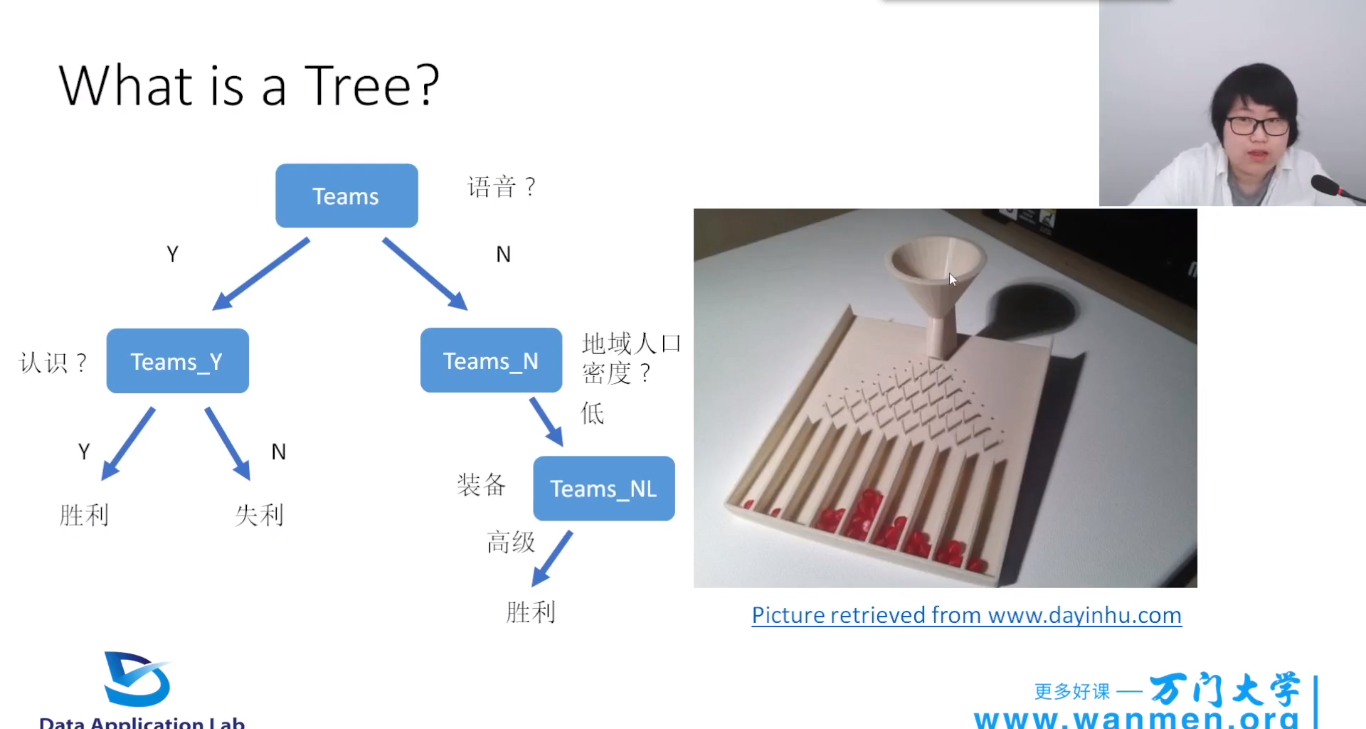 What is a Tree?
Teams
语音？
Y
N
认识？
Teams_Y
Teams_N
地域人口
密度？
低
Y
N
装备
Teams_NL
胜利
失利
高级
胜利
Picture retrieved from www.dayinhu.com
Data Application Lab
更多好课 — 万门大学
www.wanmen.org